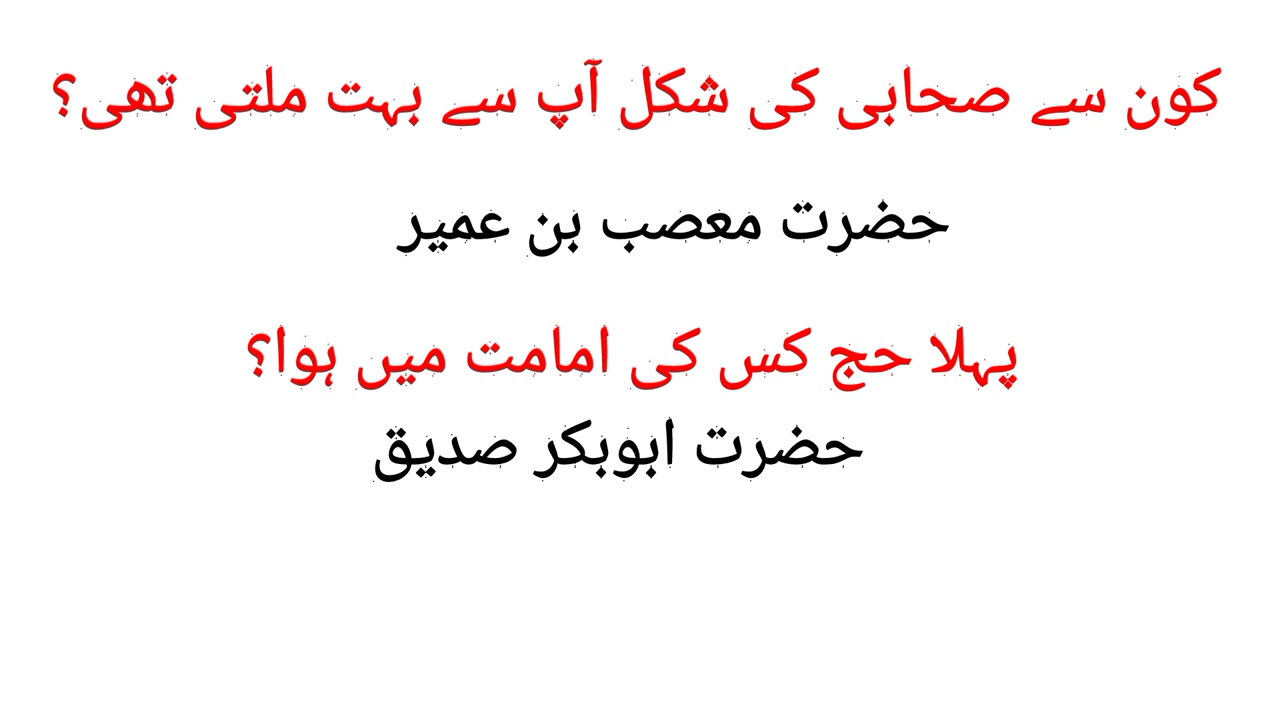 کون سے صحابی کی شکل آپ سے بہت ملتی تھی؟
حضرت معصب بن عمیر
پہلا حج کس کی امامت میں ہوا؟
حضرت ابوبکر صدیق